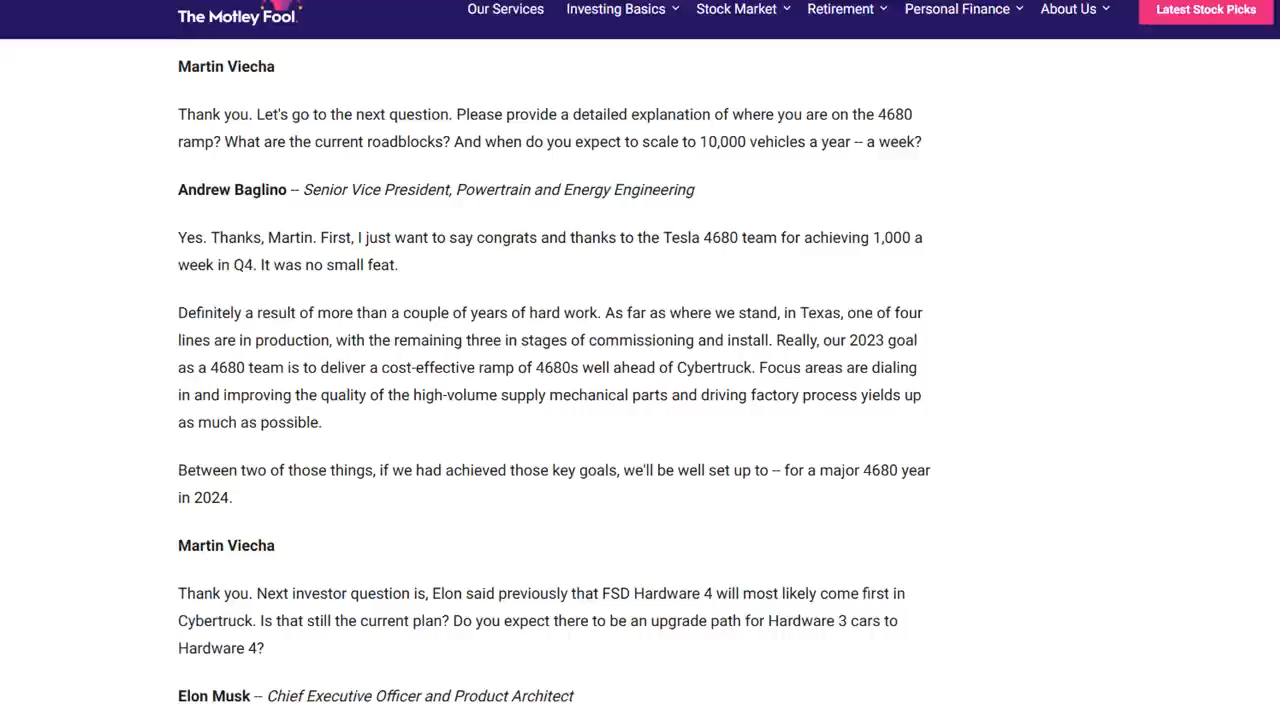 The Motley Fool.
Our Services Investing Basics Stock Market Retirement Personal Finance About Us Latest Stock Picks
Martin Viecha
Thank you. Let's go to the next question. Please provide a detailed explanation of where you are on the 4680
ramp? What are the current roadblocks? And when do you expect to scale to 10,000 vehicles a year -- a week?
Andrew Baglino -- Senior Vice President, Powertrain and Energy Engineering
Yes. Thanks, Martin. First, I just want to say congrats and thanks to the Tesla 4680 team for achieving 1,000 a
week in Q4. It was no small feat.
Definitely a result of more than a couple of years of hard work. As far as where we stand, in Texas, one of four
lines are in production, with the remaining three in stages of commissioning and install. Really, our 2023 goal
as a 4680 team is to deliver a cost-effective ramp of 4680s well ahead of Cybertruck. Focus areas are dialing
in and improving the quality of the high-volume supply mechanical parts and driving factory process yields up
as much as possible.
Between two of those things, if we had achieved those key goals, we'll be well set up to -- for a major 4680 year
in 2024.
Martin Viecha
Thank you. Next investor question is, Elon said previously that FSD Hardware 4 will most likely come first in
Cybertruck. Is that still the current plan? Do you expect there to be an upgrade path for Hardware 3 cars to
Hardware 4?
Elon Musk -- Chief Executive Officer and Product Architect